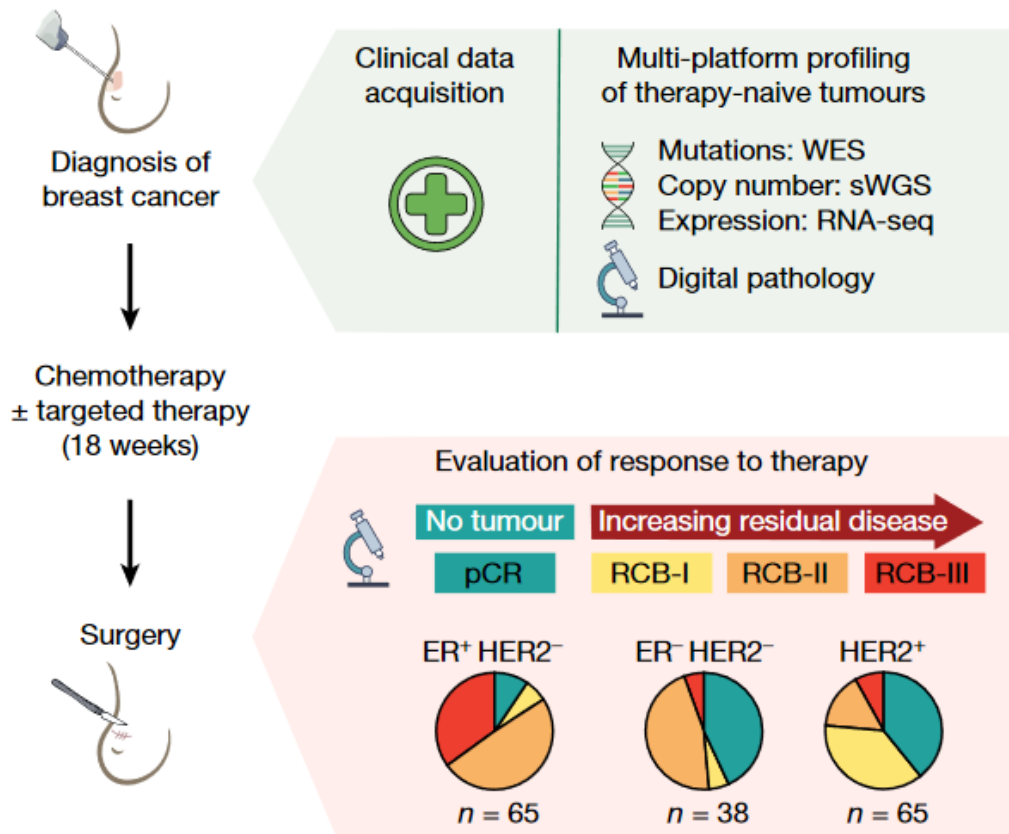 Diagnosis of
breast cancer
Clinical data
acquisition
Multi-platform profiling
of therapy-naive tumours
Mutations: WES
Copy number: sWGS
Expression: RNA-seq
Digital pathology
Chemotherapy
± targeted therapy
(18 weeks)
Surgery
Evaluation of response to therapy
No tumour
Increasing residual disease
pCR
RCB-I
RCB-II
RCB-III
ER⁺ HER2⁻
ER⁻ HER2⁻
HER2⁺
n = 65
n = 38
n = 65